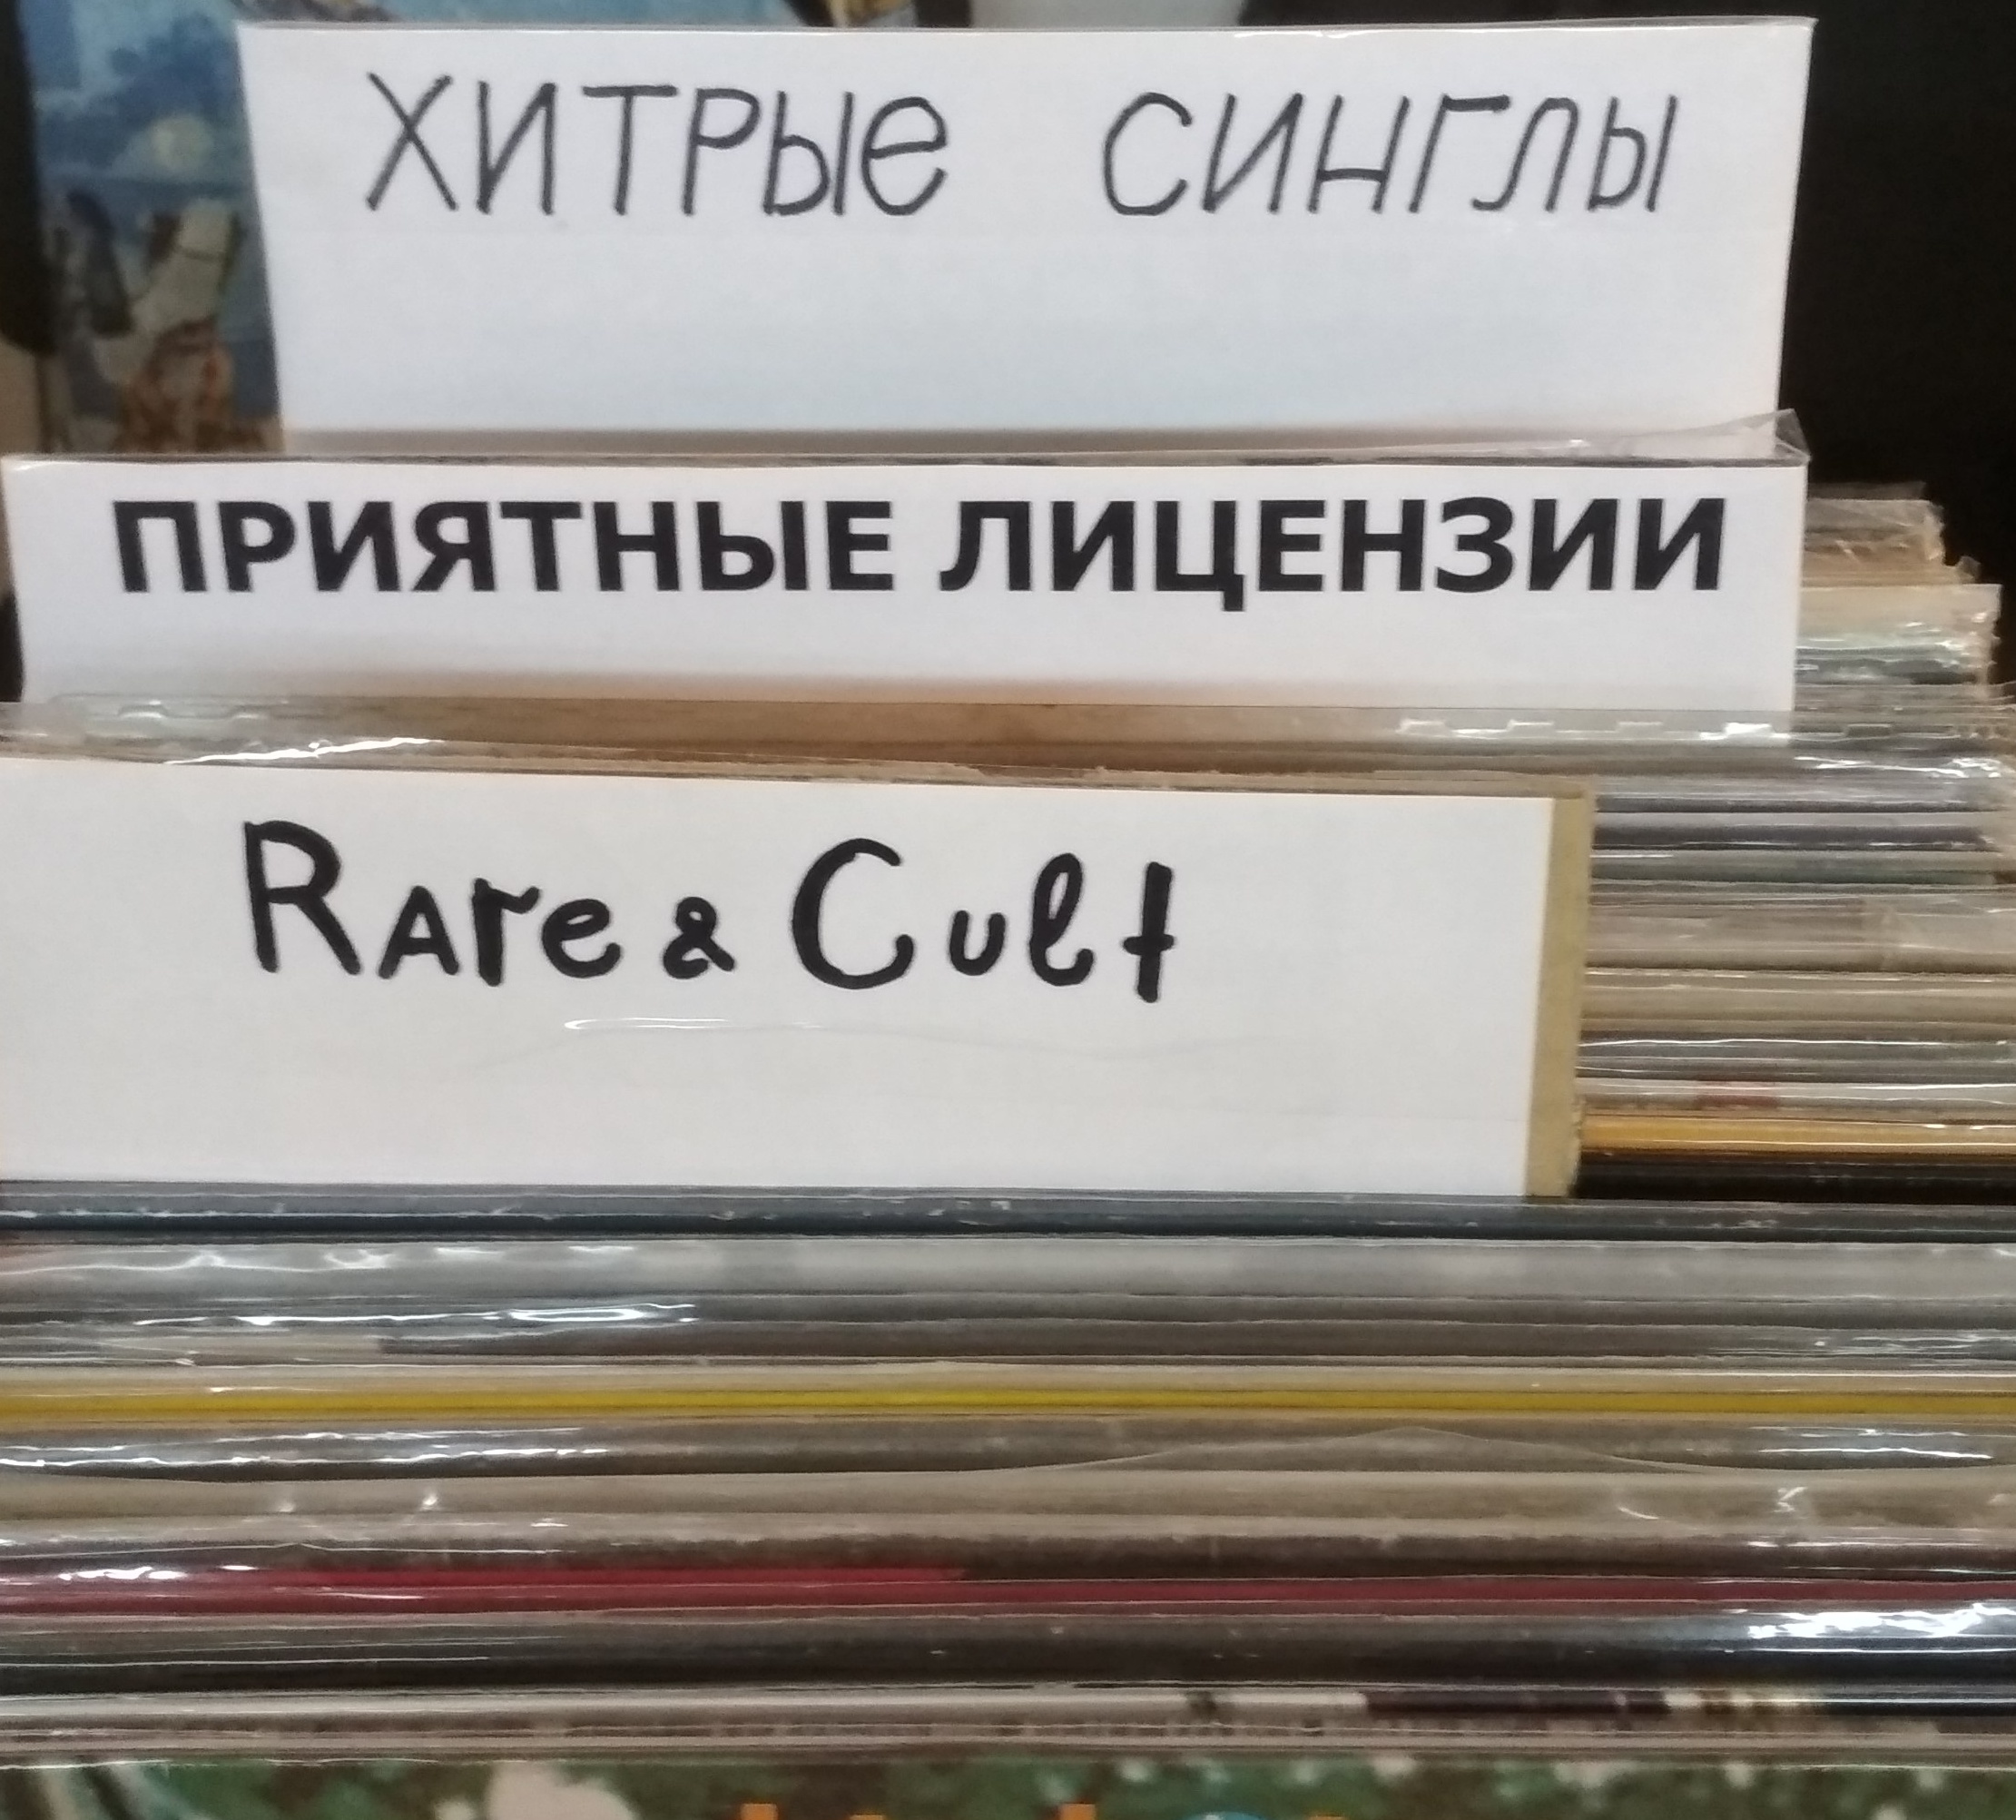 ХИТРЫЕ СИНГЛЫ
ПРИЯТНЫЕ ЛИЦЕНЗИИ
Rare & Cult